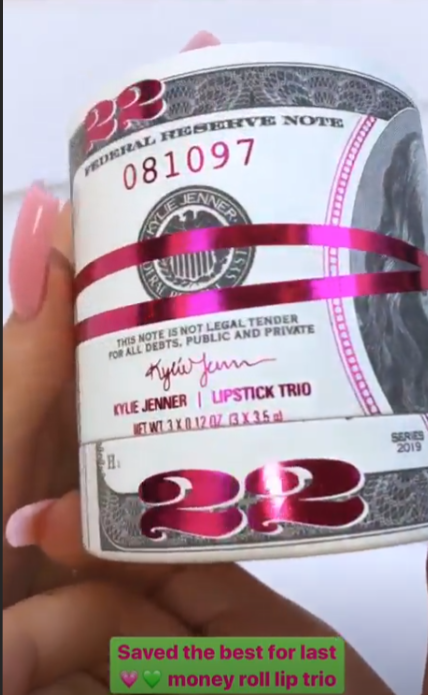 22
FEDERAL RESERVE NOTE
081097
KYLIE JENNER
THIS NOTE IS NOT LEGAL TENDER
FOR ALL DEBTS, PUBLIC AND PRIVATE
Kylie Jenn
KYLIE JENNER | LIPSTICK TRIO
NET WT 3 X 0.12 OZ (3 X 3.5 g)
SERIES
2019
22
Saved the best for last
💗💚 money roll lip trio